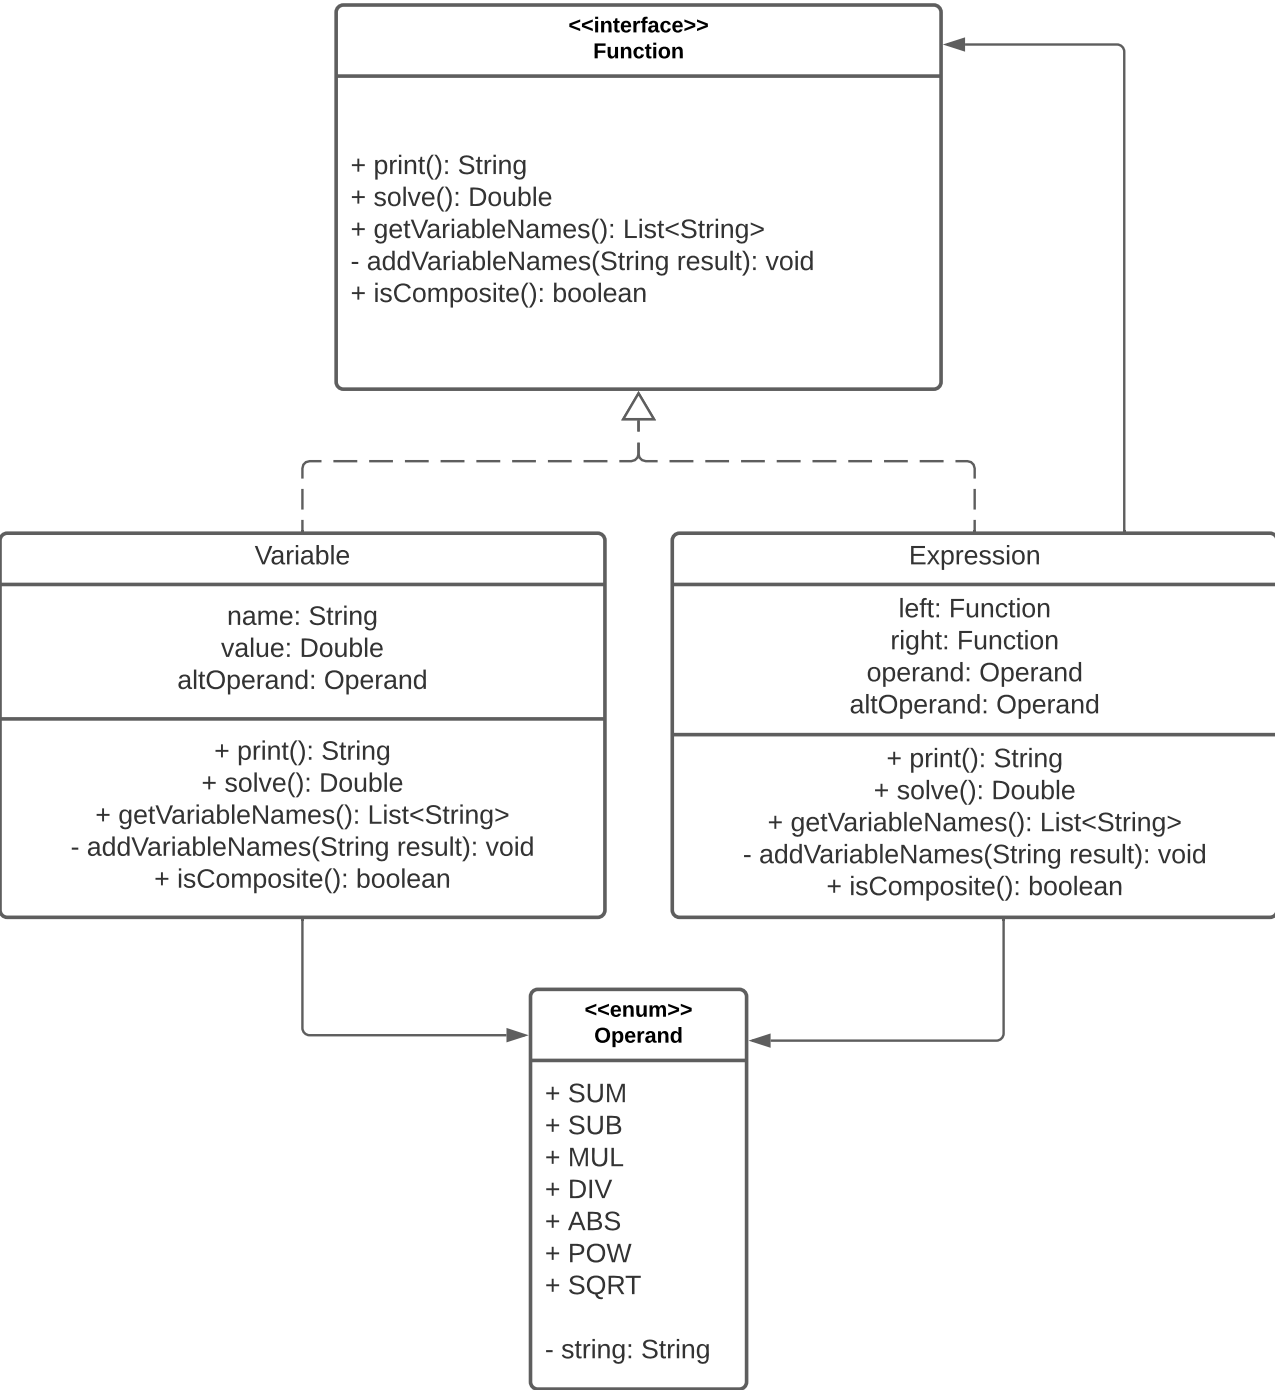 <<interface>>
Function
+ print(): String
+ solve(): Double
+ getVariableNames(): List<String>
- addVariableNames(String result): void
+ isComposite(): boolean
Variable
name: String
value: Double
altOperand: Operand
+ print(): String
+ solve(): Double
+ getVariableNames(): List<String>
- addVariableNames(String result): void
+ isComposite(): boolean
Expression
left: Function
right: Function
operand: Operand
altOperand: Operand
+ print(): String
+ solve(): Double
+ getVariableNames(): List<String>
- addVariableNames(String result): void
+ isComposite(): boolean
<<enum>>
Operand
+ SUM
+ SUB
+ MUL
+ DIV
+ ABS
+ POW
+ SQRT
- string: String